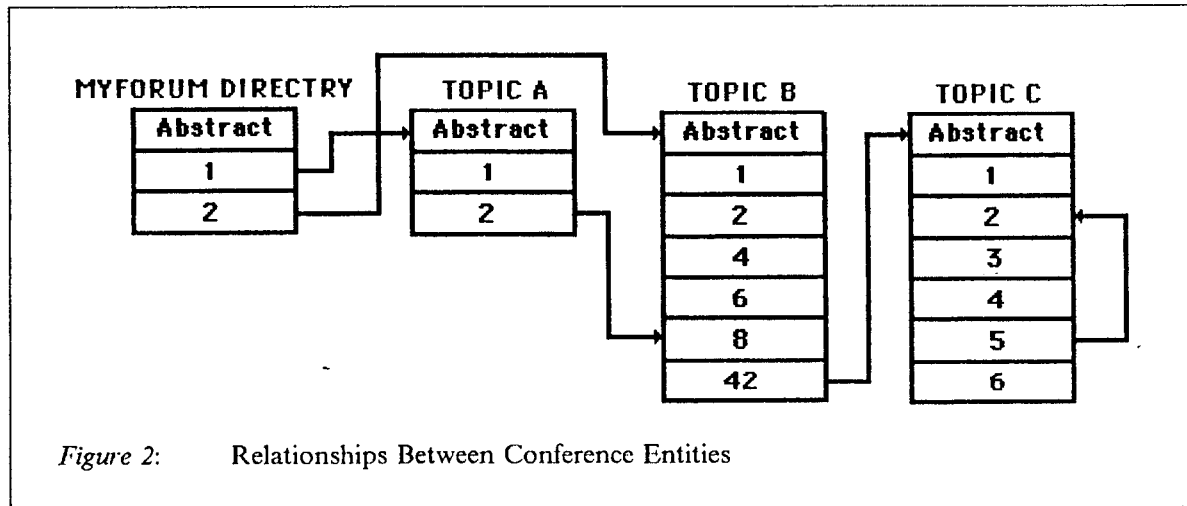 MYFORUM DIRECTRY
Abstract
1
2
TOPIC A
Abstract
1
2
TOPIC B
Abstract
1
2
4
6
8
42
TOPIC C
Abstract
1
2
3
4
5
6
Figure 2: Relationships Between Conference Entities